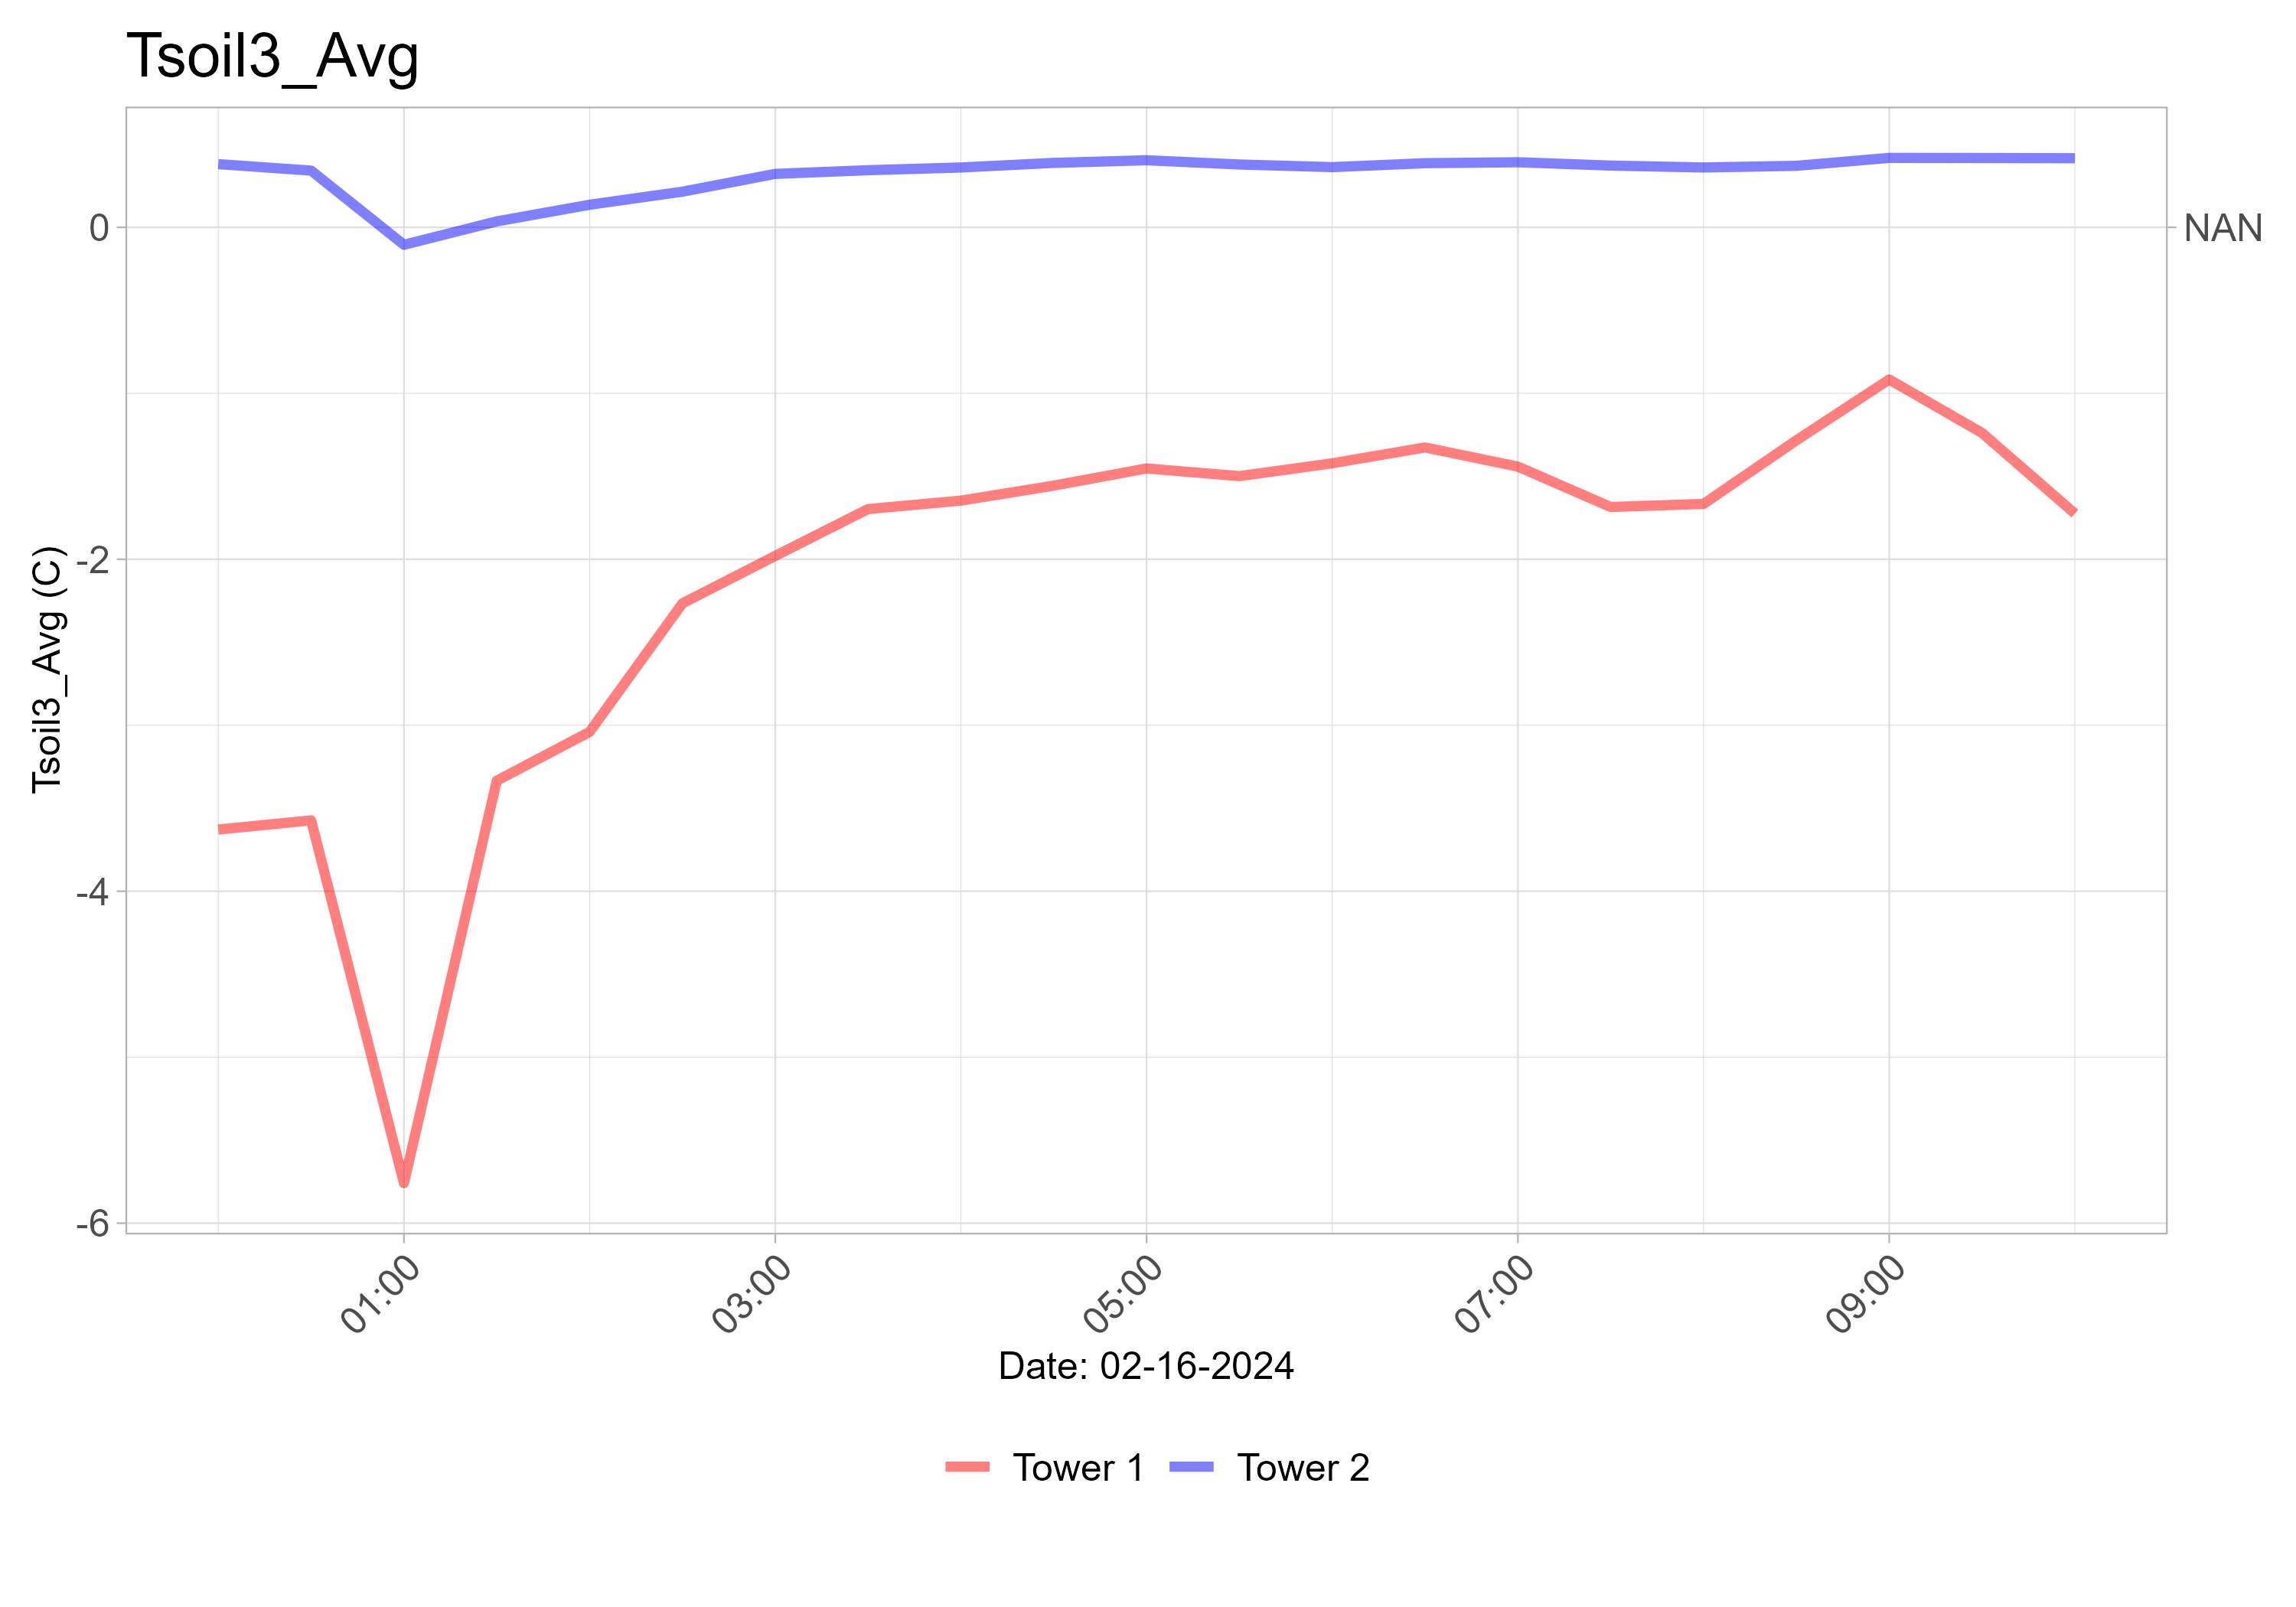 Tsoil3_Avg
0
NAN
-2
-4
-6
Tsoil3_Avg (C)
01:00
03:00
05:00
07:00
09:00
Date: 02-16-2024
Tower 1
Tower 2